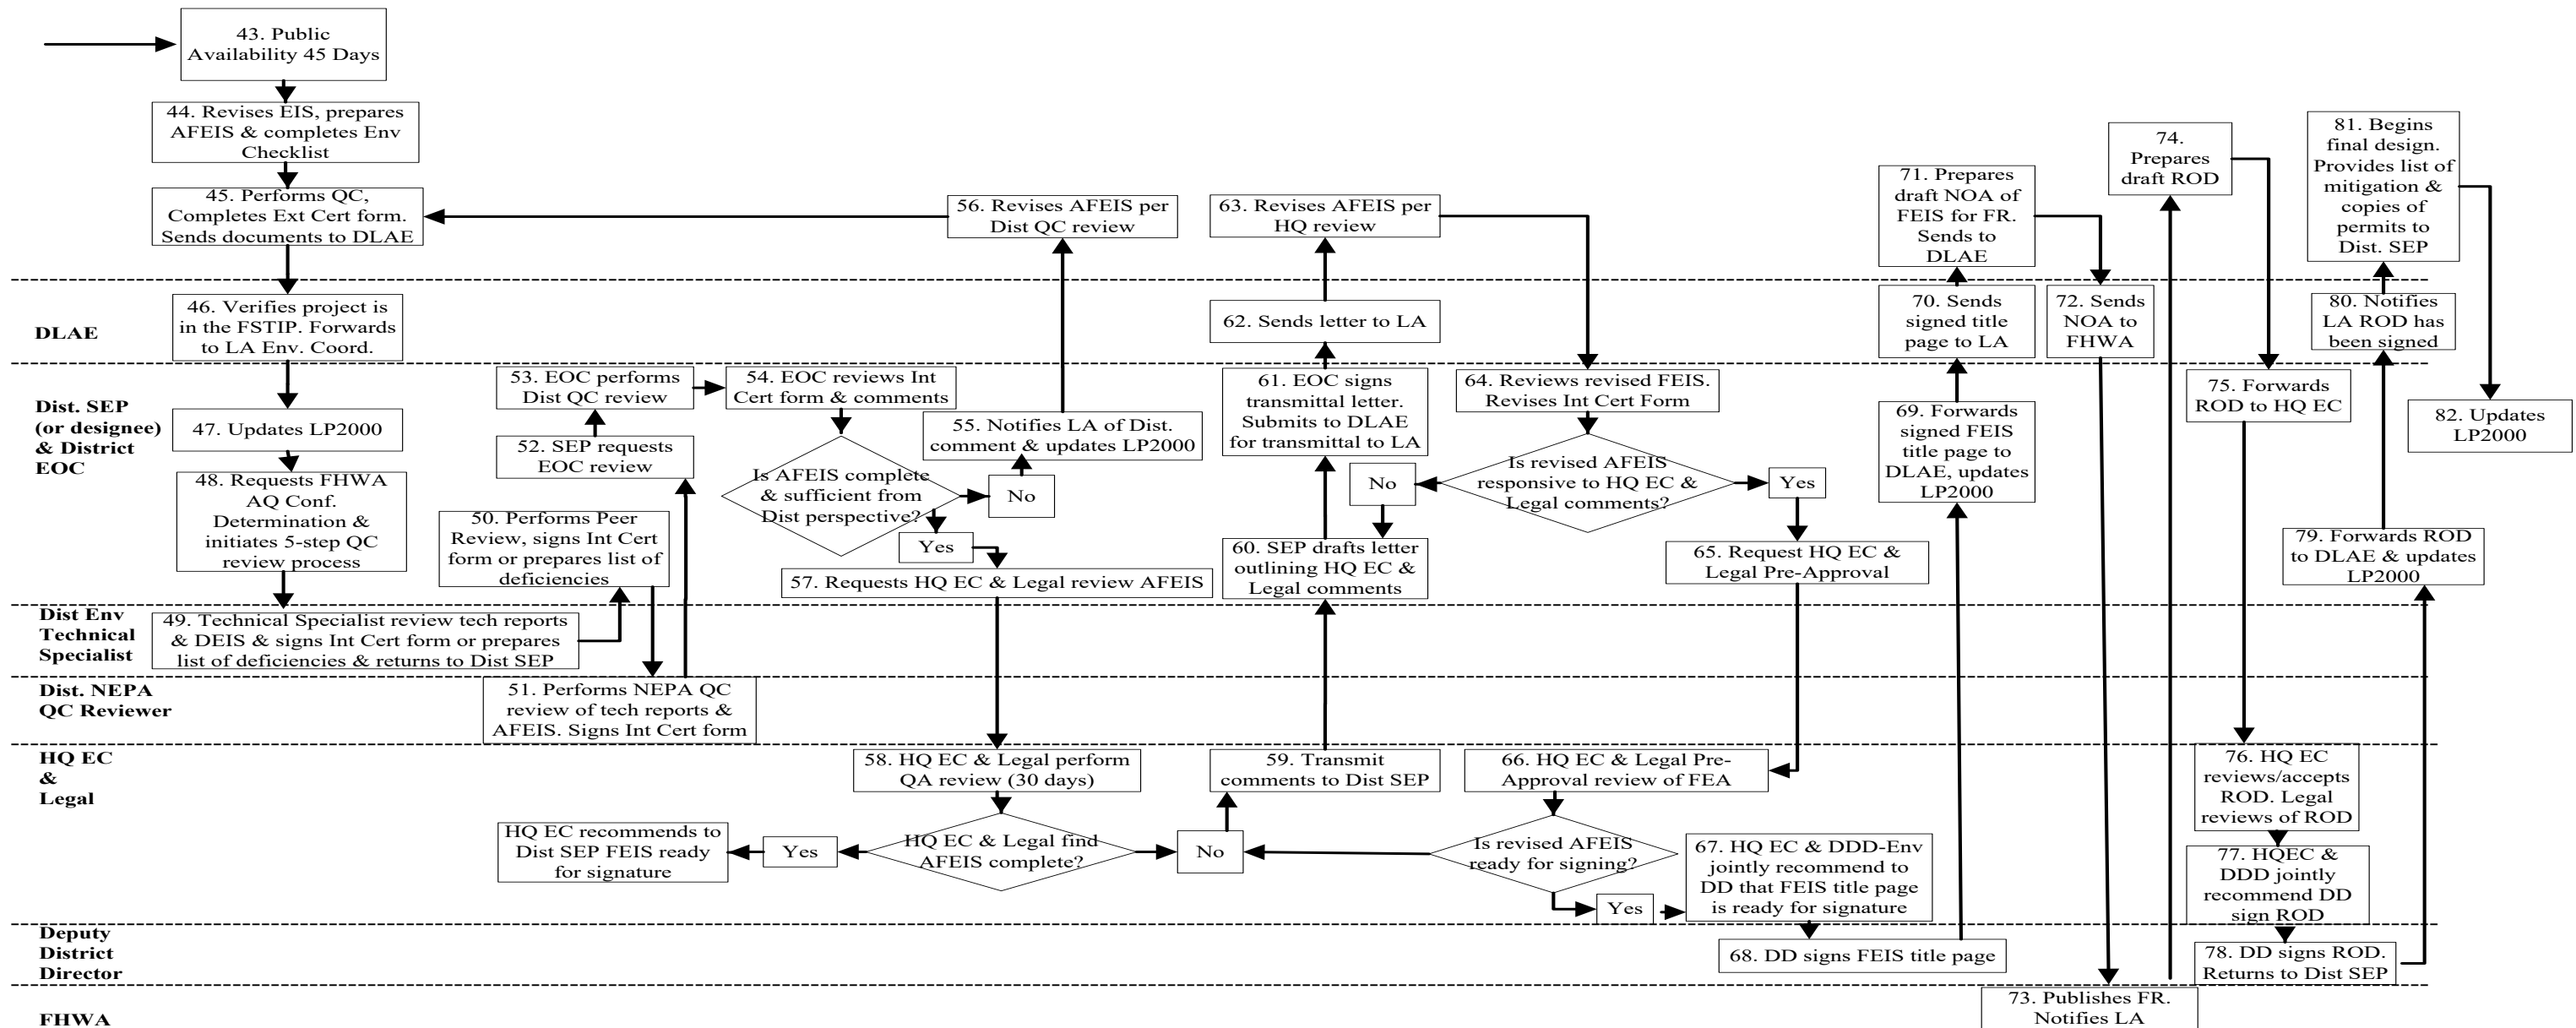 43. Public
Availability 45 Days
44. Revises EIS, prepares
AFEIS & completes Env
Checklist
45. Performs QC,
Completes Ext Cert form.
Sends documents to DLAE
56. Revises AFEIS per
Dist QC review
63. Revises AFEIS per
HQ review
71. Prepares
draft NOA of
FEIS for FR.
Sends to
DLAE
74.
Prepares
draft ROD
81. Begins
final design.
Provides list of
mitigation &
copies of
permits to
Dist. SEP
DLAE
46. Verifies project is
in the FSTIP. Forwards
to LA Env. Coord.
62. Sends letter to LA
70. Sends
signed title
page to LA
72. Sends
NOA to
FHWA
80. Notifies
LA ROD has
been signed
Dist. SEP
(or designee)
& District
EOC
47. Updates LP2000
48. Requests FHWA
AQ Conf.
Determination &
initiates 5-step QC
review process
53. EOC performs
Dist QC review
52. SEP requests
EOC review
50. Performs Peer
Review, signs Int Cert
form or prepares list of
deficiencies
54. EOC reviews Int
Cert form & comments
Is AFEIS complete
& sufficient from
Dist perspective?
55. Notifies LA of Dist.
comment & updates LP2000
No
Yes
57. Requests HQ EC & Legal review AFEIS
61. EOC signs
transmittal letter.
Submits to DLAE
for transmittal to LA
60. SEP drafts letter
outlining HQ EC &
Legal comments
64. Reviews revised FEIS.
Revises Int Cert Form
Is revised AFEIS
responsive to HQ EC &
Legal comments?
No
Yes
65. Request HQ EC &
Legal Pre-Approval
69. Forwards
signed FEIS
title page to
DLAE, updates
LP2000
75. Forwards
ROD to HQ EC
82. Updates
LP2000
79. Forwards ROD
to DLAE & updates
LP2000
Dist Env
Technical
Specialist
49. Technical Specialist review tech reports
& DEIS & signs Int Cert form or prepares
list of deficiencies & returns to Dist SEP
Dist. NEPA
QC Reviewer
51. Performs NEPA QC
review of tech reports &
AFEIS. Signs Int Cert form
HQ EC
&
Legal
58. HQ EC & Legal perform
QA review (30 days)
HQ EC & Legal find
AFEIS complete?
Yes
HQ EC recommends to
Dist SEP FEIS ready
for signature
No
59. Transmit
comments to Dist SEP
66. HQ EC & Legal Pre-
Approval review of FEA
Is revised AFEIS
ready for signing?
Yes
67. HQ EC & DDD-Env
jointly recommend to
DD that FEIS title page
is ready for signature
76. HQ EC
reviews/accepts
ROD. Legal
reviews of ROD
77. HQEC &
DDD jointly
recommend DD
sign ROD
Deputy
District
Director
68. DD signs FEIS title page
78. DD signs ROD.
Returns to Dist SEP
FHWA
73. Publishes FR.
Notifies LA